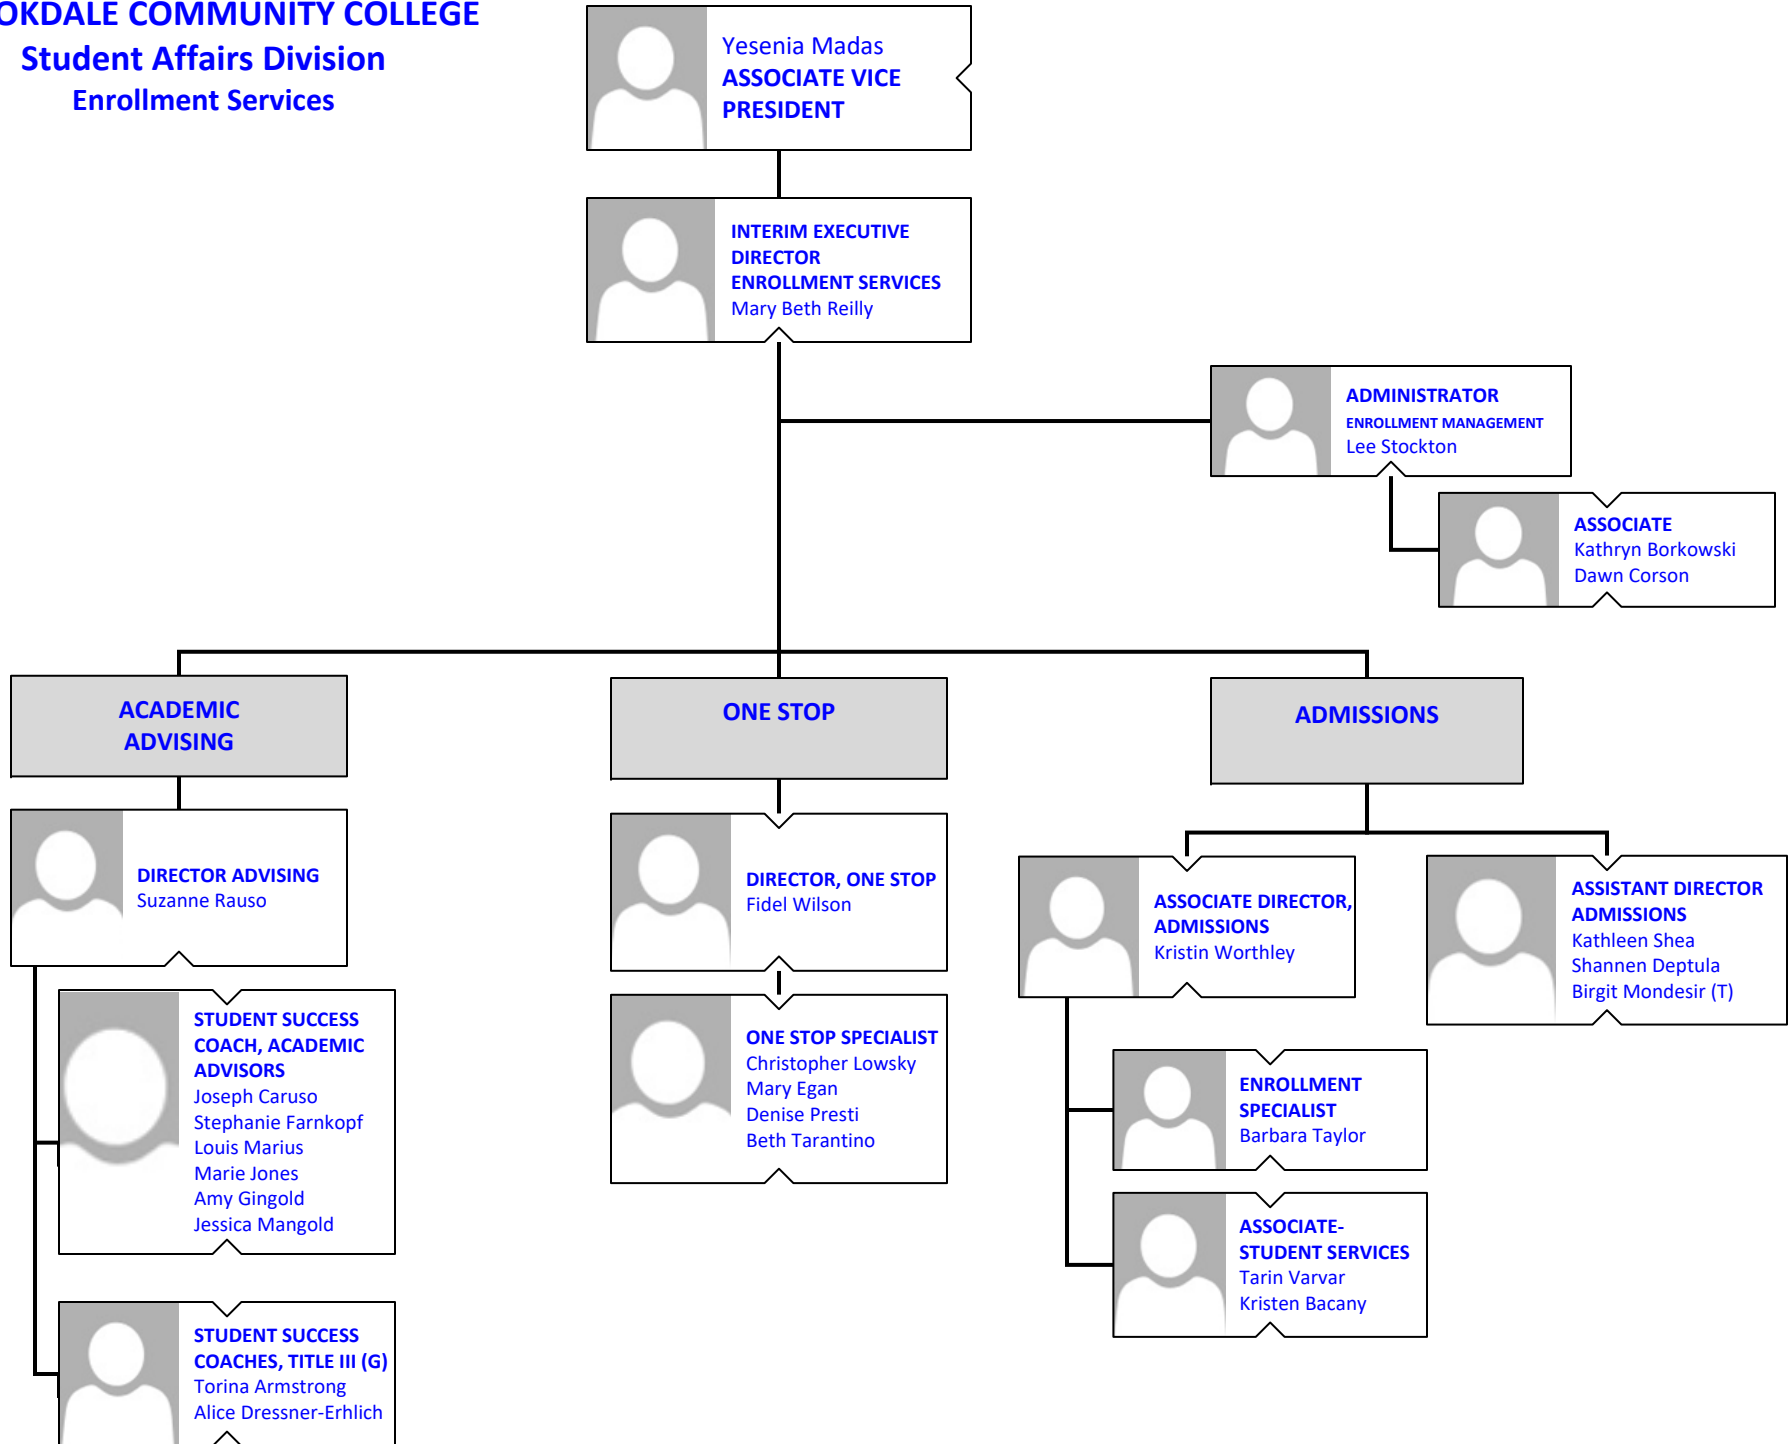 OKDALE COMMUNITY COLLEGE
Student Affairs Division
Enrollment Services
Yesenia Madas
ASSOCIATE VICE
PRESIDENT
INTERIM EXECUTIVE
DIRECTOR
ENROLLMENT SERVICES
Mary Beth Reilly
ADMINISTRATOR
ENROLLMENT MANAGEMENT
Lee Stockton
ASSOCIATE
Kathryn Borkowski
Dawn Corson
ACADEMIC
ADVISING
DIRECTOR ADVISING
Suzanne Rauso
STUDENT SUCCESS
COACH, ACADEMIC
ADVISORS
Joseph Caruso
Stephanie Farnkopf
Louis Marius
Marie Jones
Amy Gingold
Jessica Mangold
STUDENT SUCCESS
COACHES, TITLE III (G)
Torina Armstrong
Alice Dressner-Erhlich
ONE STOP
DIRECTOR, ONE STOP
Fidel Wilson
ONE STOP SPECIALIST
Christopher Lowsky
Mary Egan
Denise Presti
Beth Tarantino
ADMISSIONS
ASSOCIATE DIRECTOR,
ADMISSIONS
Kristin Worthley
ENROLLMENT
SPECIALIST
Barbara Taylor
ASSOCIATE-
STUDENT SERVICES
Tarin Varvar
Kristen Bacany
ASSISTANT DIRECTOR
ADMISSIONS
Kathleen Shea
Shannen Deptula
Birgit Mondesir (T)